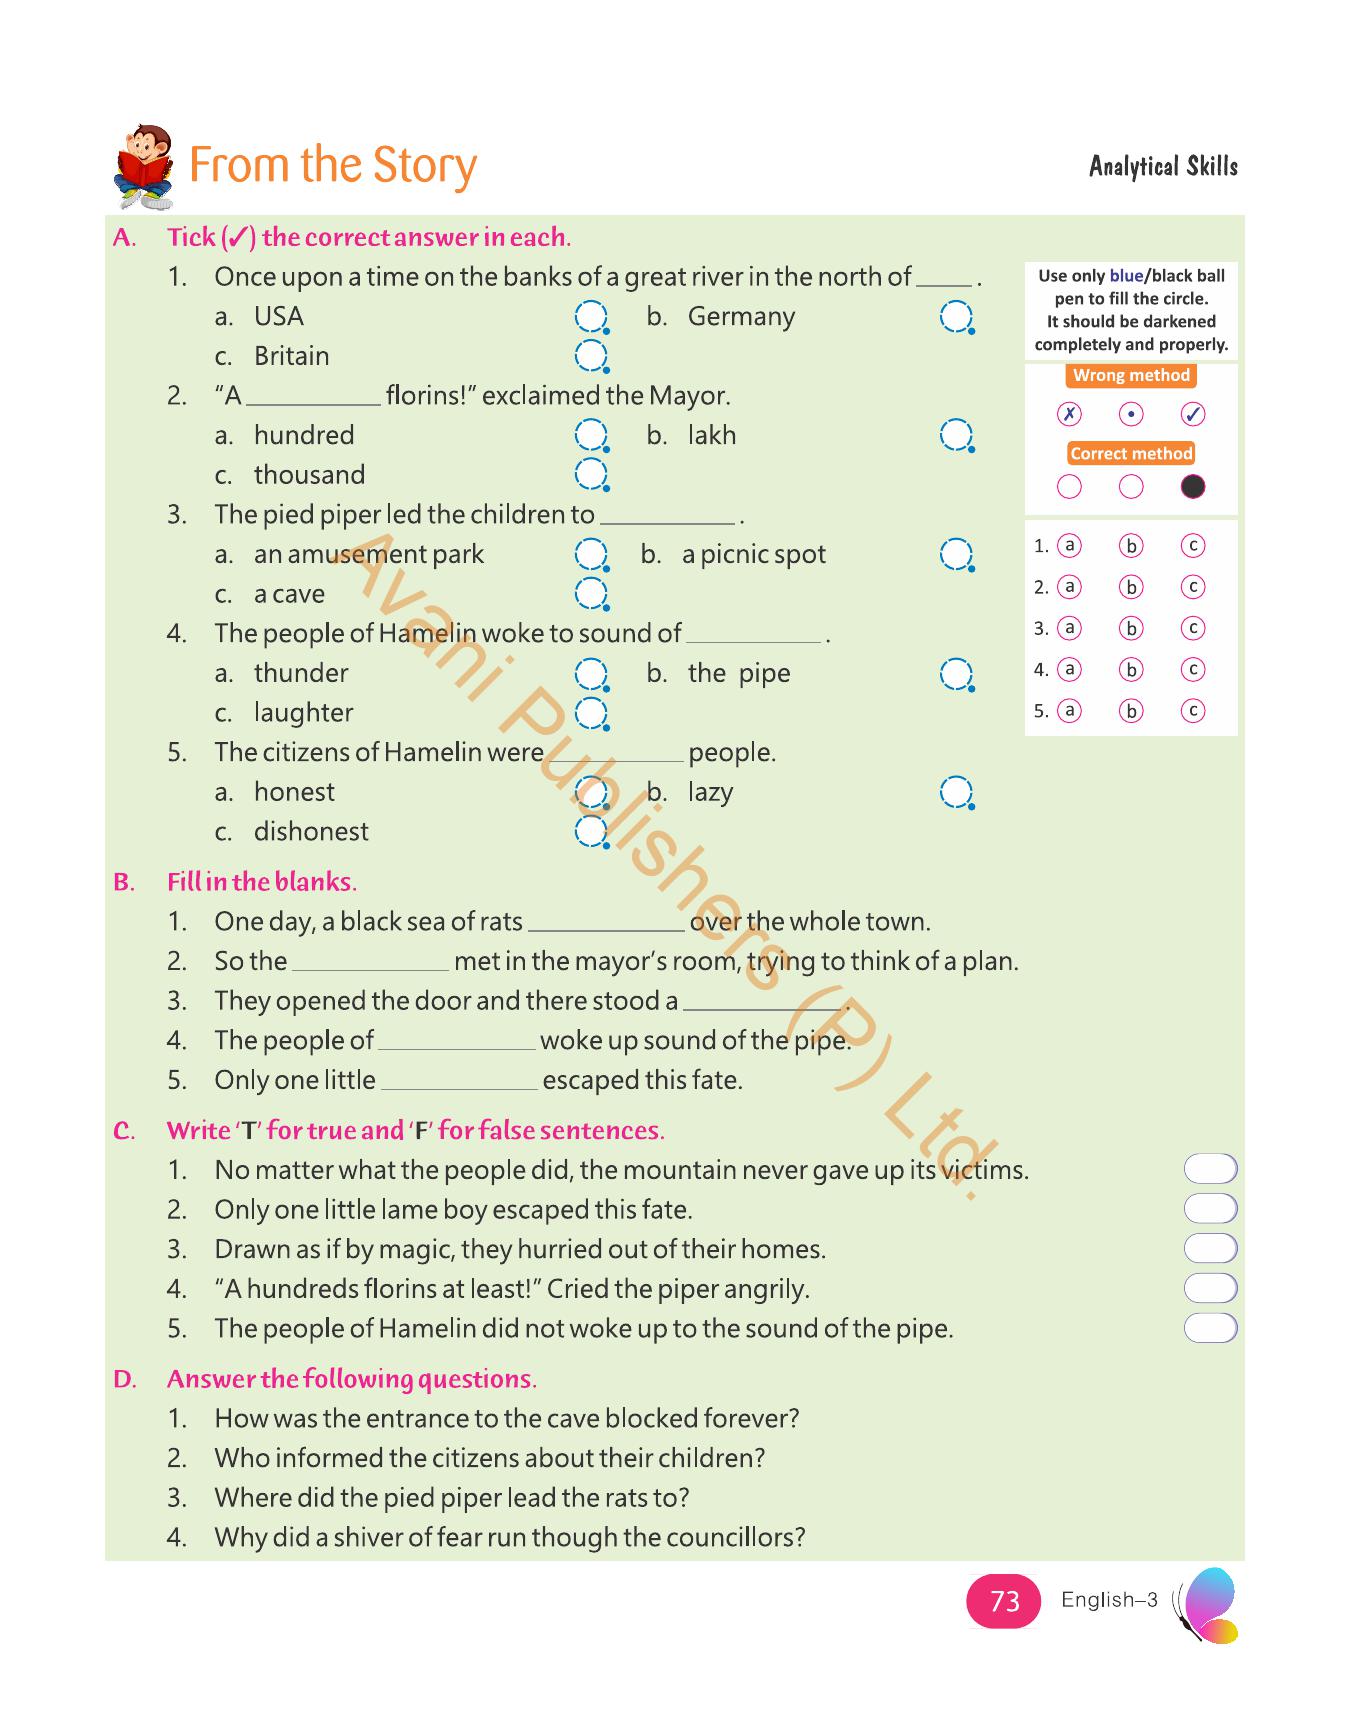 From the Story
Analytical Skills
A. Tick (✓) the correct answer in each.
1. Once upon a time on the banks of a great river in the north of ____ .
a. USA b. Germany
c. Britain
2. “A __________ florins!” exclaimed the Mayor.
a. hundred b. lakh
c. thousand
3. The pied piper led the children to __________ .
a. an amusement park b. a picnic spot
c. a cave
4. The people of Hamelin woke to sound of __________ .
a. thunder b. the pipe
c. laughter
5. The citizens of Hamelin were __________ people.
a. honest b. lazy
c. dishonest
Use only blue/black ball
pen to fill the circle.
It should be darkened
completely and properly.
Wrong method
✗ • ✓
Correct method
1. a b c
2. a b c
3. a b c
4. a b c
5. a b c
B. Fill in the blanks.
1. One day, a black sea of rats ____________ over the whole town.
2. So the ____________ met in the mayor’s room, trying to think of a plan.
3. They opened the door and there stood a ____________ .
4. The people of ____________ woke up sound of the pipe.
5. Only one little ____________ escaped this fate.
C. Write ‘T’ for true and ‘F’ for false sentences.
1. No matter what the people did, the mountain never gave up its victims.
2. Only one little lame boy escaped this fate.
3. Drawn as if by magic, they hurried out of their homes.
4. “A hundreds florins at least!” Cried the piper angrily.
5. The people of Hamelin did not woke up to the sound of the pipe.
D. Answer the following questions.
1. How was the entrance to the cave blocked forever?
2. Who informed the citizens about their children?
3. Where did the pied piper lead the rats to?
4. Why did a shiver of fear run though the councillors?
Avani Publishers (P) Ltd.
73 English–3